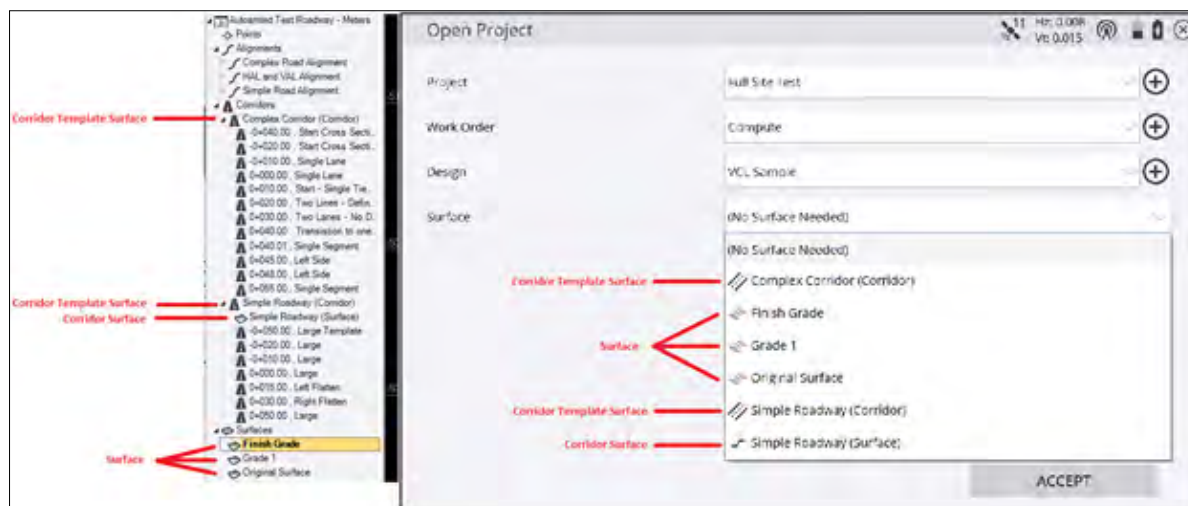 Autoamted Test Roadway - Meters
Points
Alignments
Complex Road Alignment
HAL and VAL Alignment
Simple Road Alignment
Corridors
Corridor Template Surface
Complex Corridor (Corridor)
-0+040.00 , Start Cross Secti..
-0+020.00 , Start Cross Secti..
-0+010.00 , Single Lane
0+000.00 , Single Lane
0+010.00 , Start - Single Tie..
0+020.00 , Two Lines - Defin..
0+030.00 , Two Lanes - No D..
0+040.00 , Transistion to one..
0+040.01 , Single Segment
0+045.00 , Left Side
0+048.00 , Left Side
0+055.00 , Single Segment
Corridor Template Surface
Simple Roadway (Corridor)
Corridor Surface
Simple Roadway (Surface)
-0+050.00 , Large Template
-0+020.00 , Large
-0+010.00 , Large
0+000.00 , Large
0+015.00 , Left Flatten
0+030.00 , Right Flatten
0+050.00 , Large
Surfaces
Finish Grade
Surface
Grade 1
Original Surface
Open Project
11
Hz: 0.008
Vt: 0.015
Project
Full Site Test
Work Order
Compute
Design
VCL Sample
Surface
(No Surface Needed)
(No Surface Needed)
Corridor Template Surface
Complex Corridor (Corridor)
Finish Grade
Surface
Grade 1
Original Surface
Corridor Template Surface
Simple Roadway (Corridor)
Corridor Surface
Simple Roadway (Surface)
ACCEPT